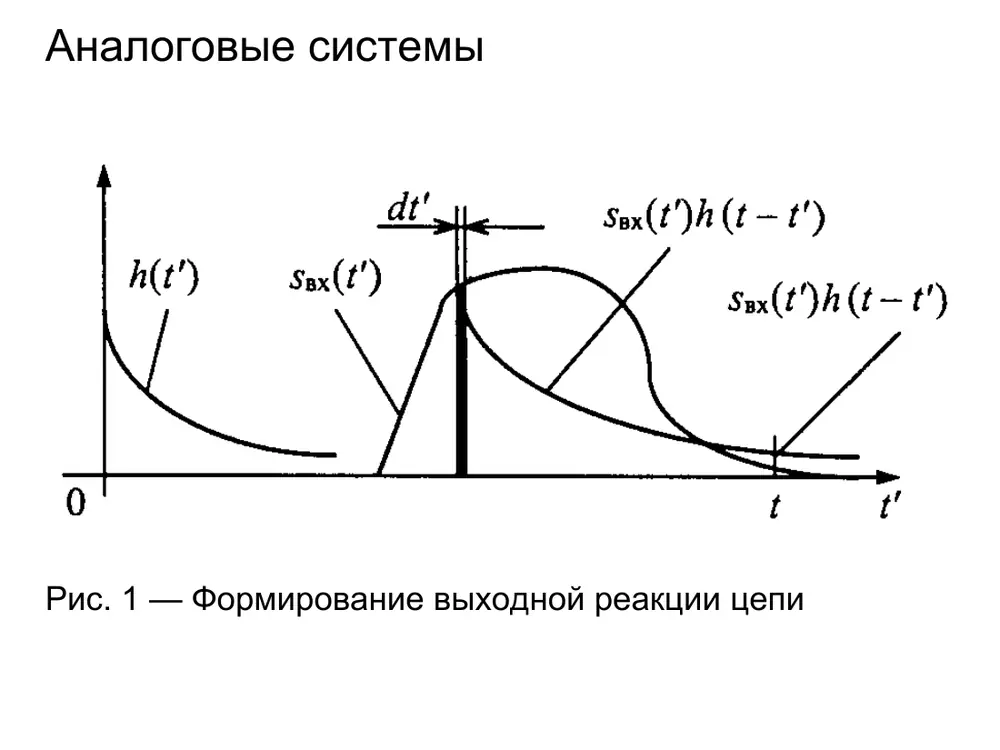 Аналоговые системы
dt′
sвх(t′)h(t – t′)
h(t′)
sвх(t′)
sвх(t′)h(t – t′)
0
t
t′
Рис. 1 — Формирование выходной реакции цепи